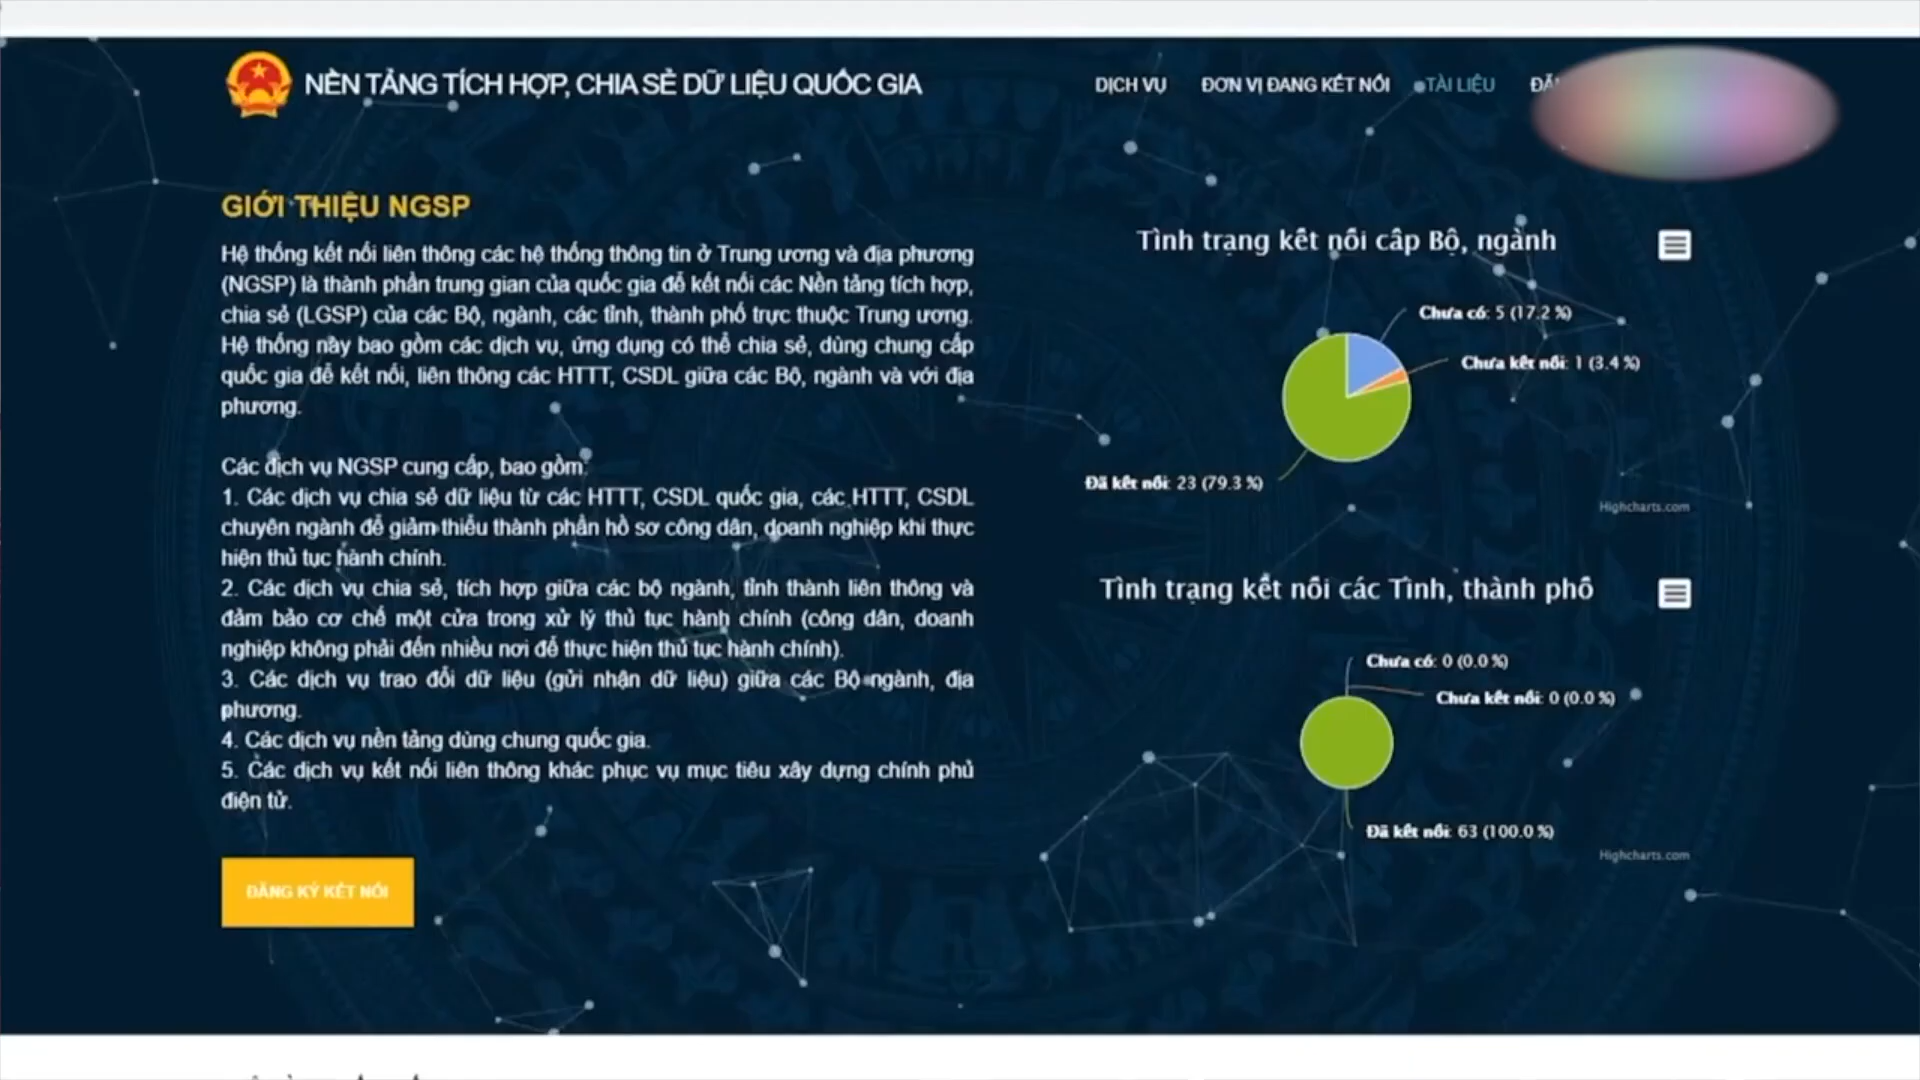 NỀN TẢNG TÍCH HỢP, CHIA SẺ DỮ LIỆU QUỐC GIA
DỊCH VỤ
ĐƠN VỊ ĐANG KẾT NỐI
TÀI LIỆU
GIỚI THIỆU NGSP
Hệ thống kết nối liên thông các hệ thống thông tin ở Trung ương và địa phương
(NGSP) là thành phần trung gian của quốc gia để kết nối các Nền tảng tích hợp,
chia sẻ (LGSP) của các Bộ, ngành, các tỉnh, thành phố trực thuộc Trung ương.
Hệ thống này bao gồm các dịch vụ, ứng dụng có thể chia sẻ, dùng chung cấp
quốc gia để kết nối, liên thông các HTTT, CSDL giữa các Bộ, ngành và với địa
phương.
Các dịch vụ NGSP cung cấp, bao gồm:
1. Các dịch vụ chia sẻ dữ liệu từ các HTTT, CSDL quốc gia, các HTTT, CSDL
chuyên ngành để giảm thiểu thành phần hồ sơ công dân, doanh nghiệp khi thực
hiện thủ tục hành chính.
2. Các dịch vụ chia sẻ, tích hợp giữa các bộ ngành, tỉnh thành liên thông và
đảm bảo cơ chế một cửa trong xử lý thủ tục hành chính (công dân, doanh
nghiệp không phải đến nhiều nơi để thực hiện thủ tục hành chính).
3. Các dịch vụ trao đổi dữ liệu (gửi nhận dữ liệu) giữa các Bộ ngành, địa
phương.
4. Các dịch vụ nền tảng dùng chung quốc gia.
5. Các dịch vụ kết nối liên thông khác phục vụ mục tiêu xây dựng chính phủ
điện tử.
ĐĂNG KÝ KẾT NỐI
Tình trạng kết nối cấp Bộ, ngành
Chưa có: 5 (17.2 %)
Chưa kết nối: 1 (3.4 %)
Đã kết nối: 23 (79.3 %)
Highcharts.com
Tình trạng kết nối các Tỉnh, thành phố
Chưa có: 0 (0.0 %)
Chưa kết nối: 0 (0.0 %)
Đã kết nối: 63 (100.0 %)
Highcharts.com